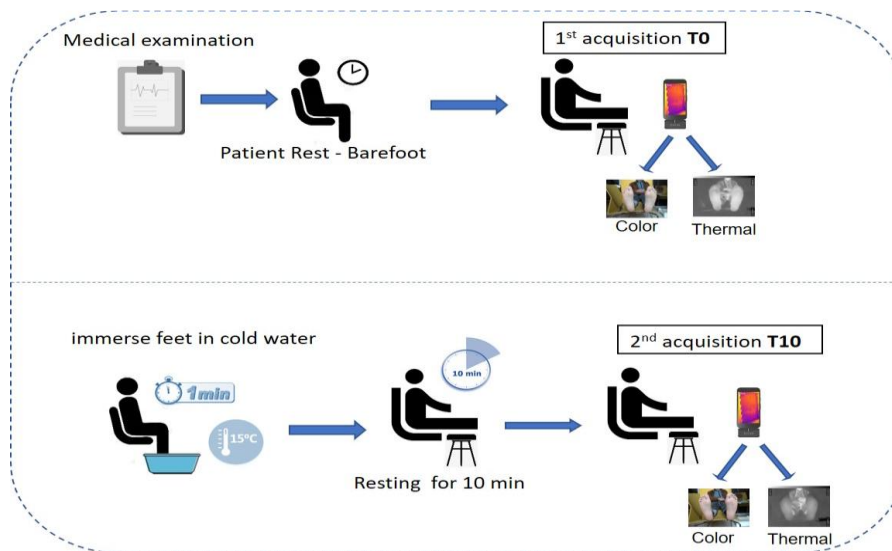 Medical examination
1st acquisition T0
Patient Rest - Barefoot
Color
Thermal
immerse feet in cold water
2nd acquisition T10
1min
10 min
15°C
Resting for 10 min
Color
Thermal